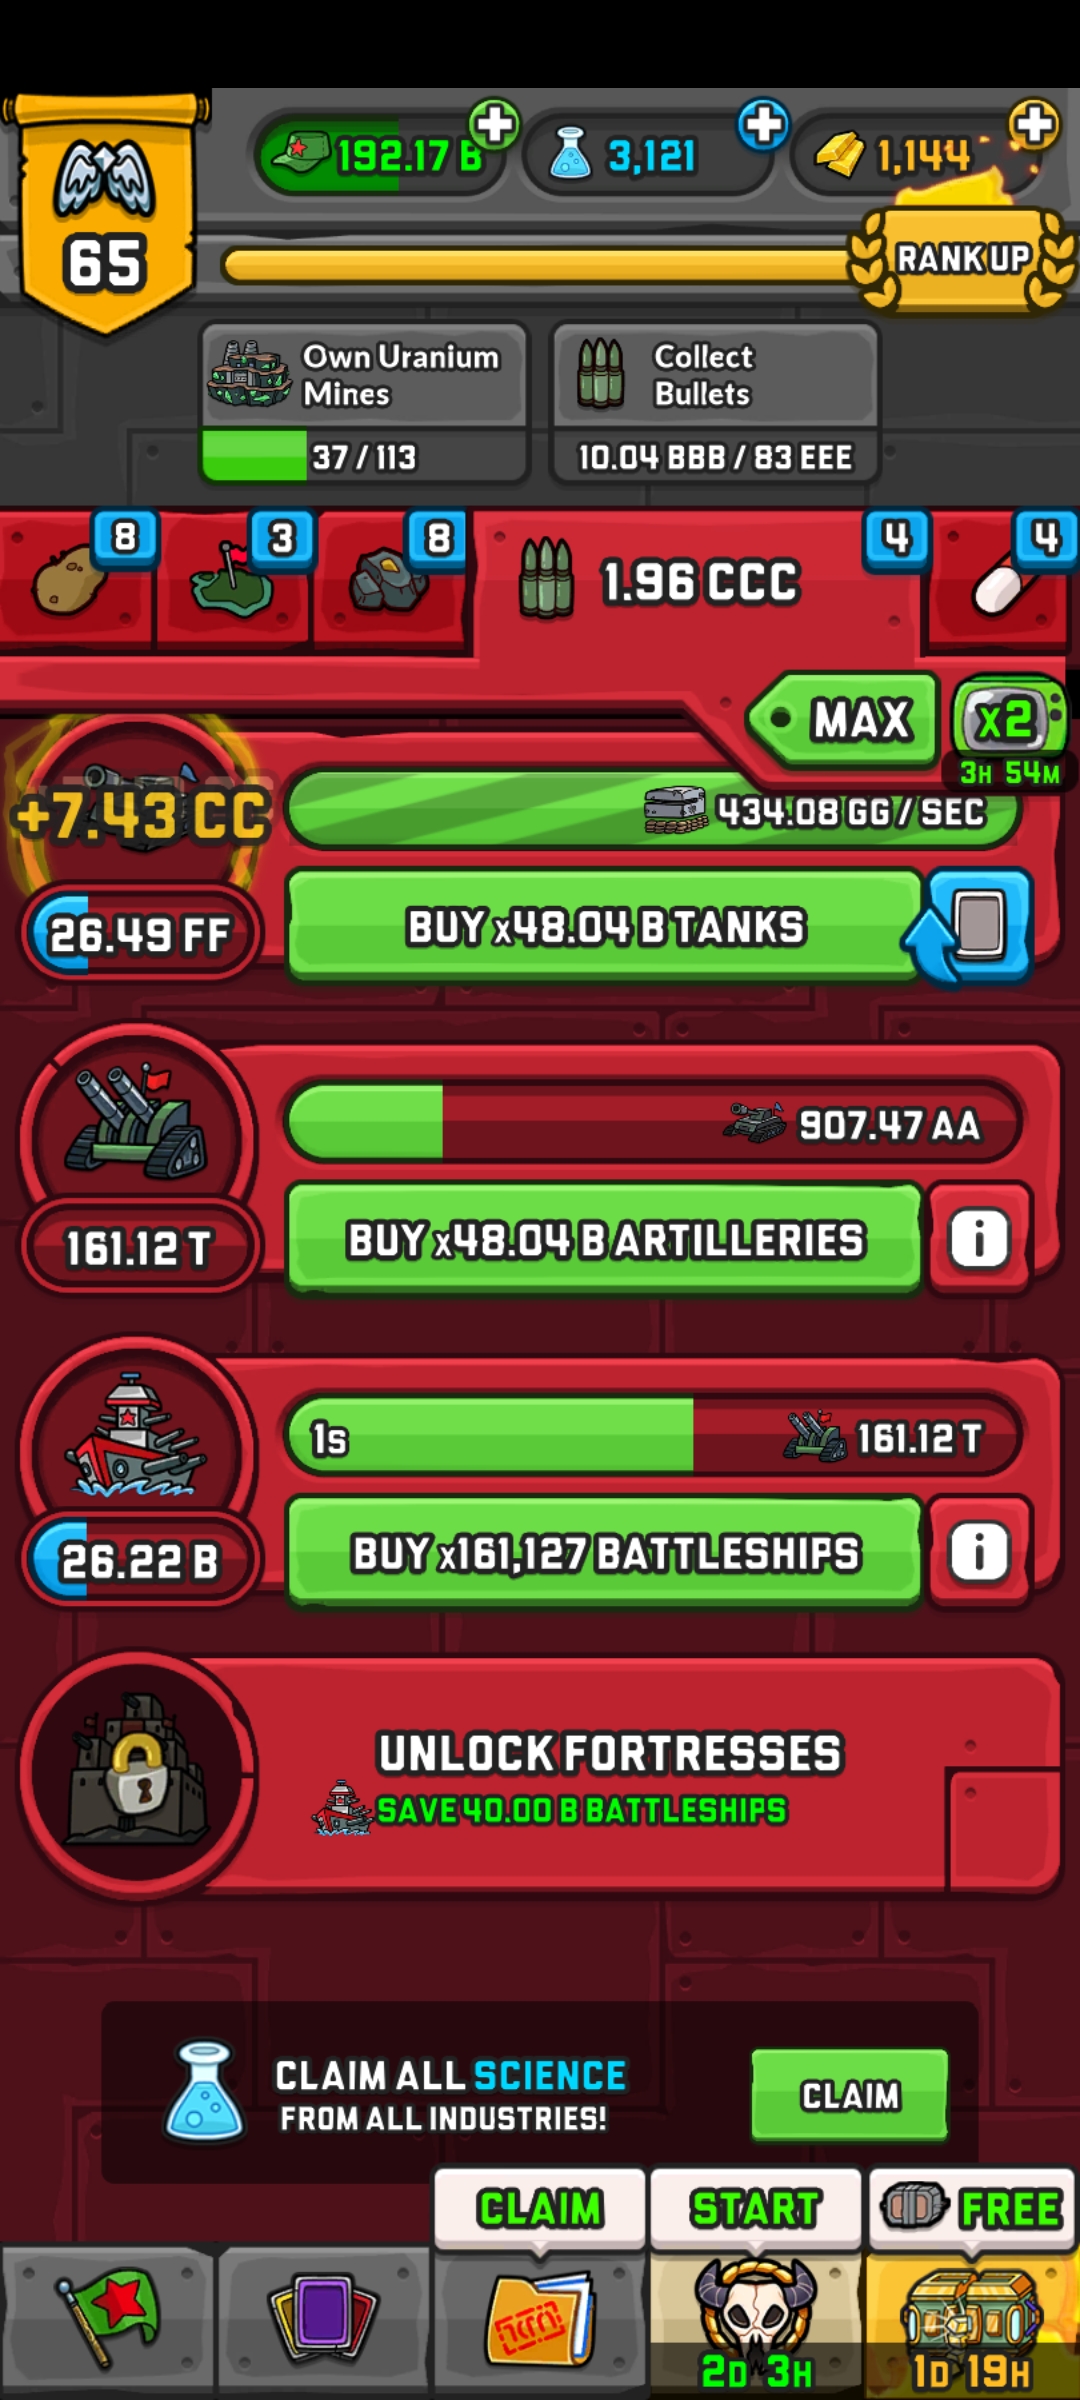 192.17 B
3,121
1,144
65
RANK UP
Own Uranium
Mines
37 / 113
Collect
Bullets
10.04 BBB / 83 EEE
8
3
8
1.96 CCC
4
4
MAX
x2
3H 54M
+7.43 CC
434.08 GG / SEC
26.49 FF
BUY x48.04 B TANKS
907.47 AA
161.12 T
BUY x48.04 B ARTILLERIES
i
1s
161.12 T
26.22 B
BUY x161,127 BATTLESHIPS
i
UNLOCK FORTRESSES
SAVE 40.00 B BATTLESHIPS
CLAIM ALL SCIENCE
FROM ALL INDUSTRIES!
CLAIM
CLAIM
START
FREE
2D 3H
1D 19H